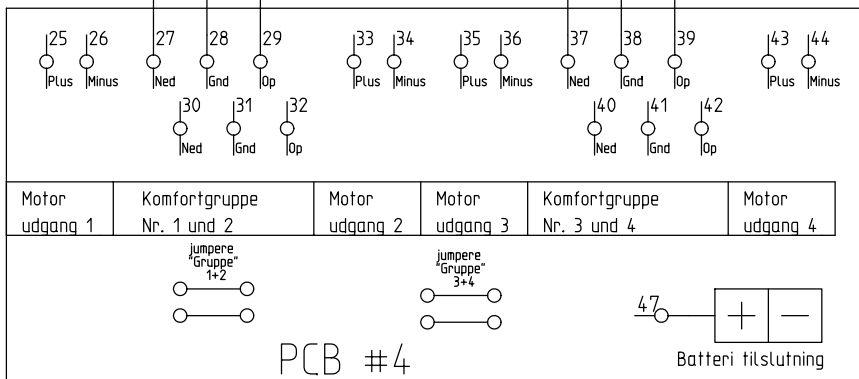 25 26 27 28 29 33 34 35 36 37 38 39 43 44
Plus Minus Ned Gnd Op Plus Minus Plus Minus Ned Gnd Op Plus Minus
30 31 32 40 41 42
Ned Gnd Op Ned Gnd Op
Motor
udgang 1
Komfortgruppe
Nr. 1 und 2
Motor
udgang 2
Motor
udgang 3
Komfortgruppe
Nr. 3 und 4
Motor
udgang 4
jumpere
"Gruppe"
1+2
jumpere
"Gruppe"
3+4
47
+ −
Batteri tilslutning
PCB #4